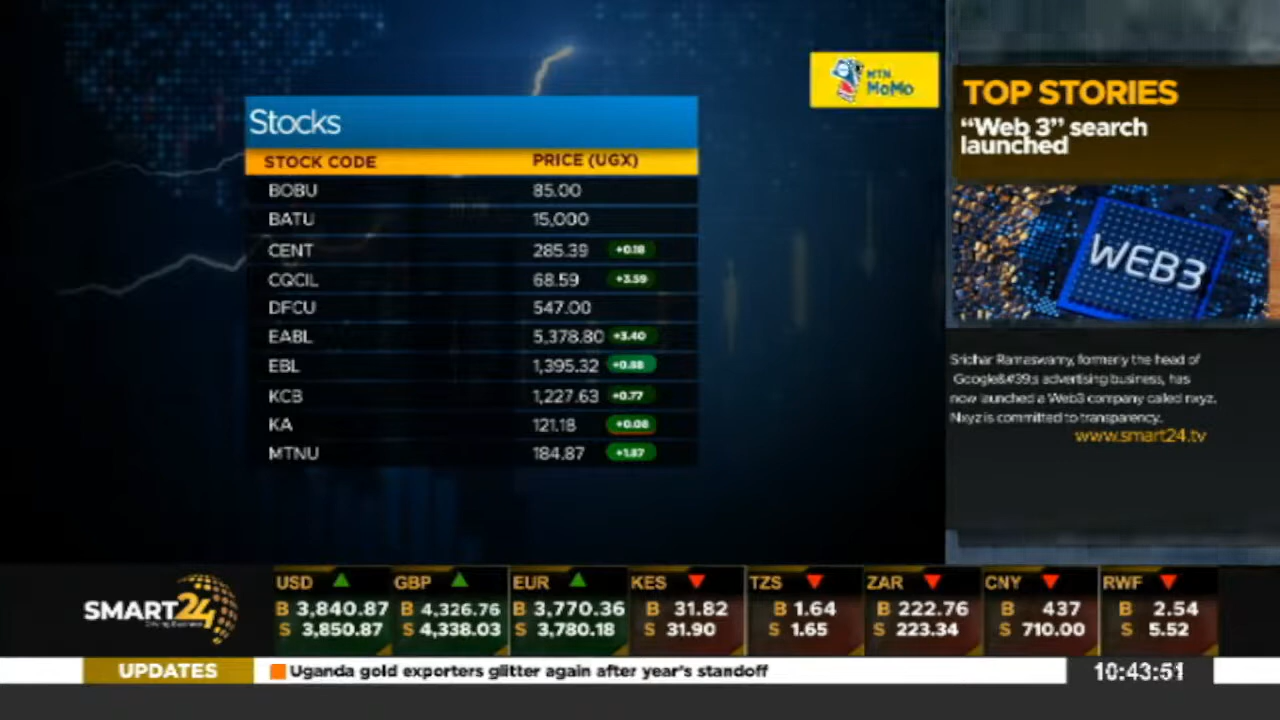 MTN
MoMo
Stocks
STOCK CODE PRICE (UGX)
BOBU 85.00
BATU 15,000
CENT 285.39 +0.18
CQCIL 68.59 +3.59
DFCU 547.00
EABL 5,378.80 +3.40
EBL 1,395.32 +0.88
KCB 1,227.63 +0.77
KA 121.18 +0.08
MTNU 184.87 +1.87
TOP STORIES
“Web 3” search
launched
WEB3
Sridhar Ramaswamy, formerly the head of
Google&#39;s advertising business, has
now launched a Web3 company called nxyz.
Nxyz is committed to transparency.
www.smart24.tv
SMART24
USD GBP EUR KES TZS ZAR CNY RWF
B 3,840.87 B 4,326.76 B 3,770.36 B 31.82 B 1.64 B 222.76 B 437 B 2.54
S 3,850.87 S 4,338.03 S 3,780.18 S 31.90 S 1.65 S 223.34 S 710.00 S 5.52
UPDATES Uganda gold exporters glitter again after year's standoff 10:43:51